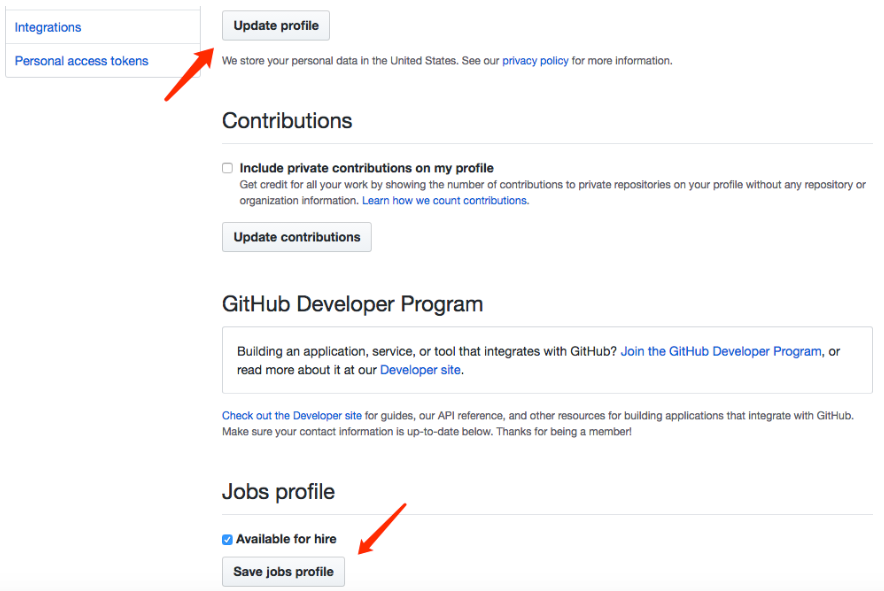 Integrations
Personal access tokens
Update profile
We store your personal data in the United States. See our privacy policy for more information.
Contributions
Include private contributions on my profile
Get credit for all your work by showing the number of contributions to private repositories on your profile without any repository or
organization information. Learn how we count contributions.
Update contributions
GitHub Developer Program
Building an application, service, or tool that integrates with GitHub? Join the GitHub Developer Program, or
read more about it at our Developer site.
Check out the Developer site for guides, our API reference, and other resources for building applications that integrate with GitHub.
Make sure your contact information is up-to-date below. Thanks for being a member!
Jobs profile
Available for hire
Save jobs profile